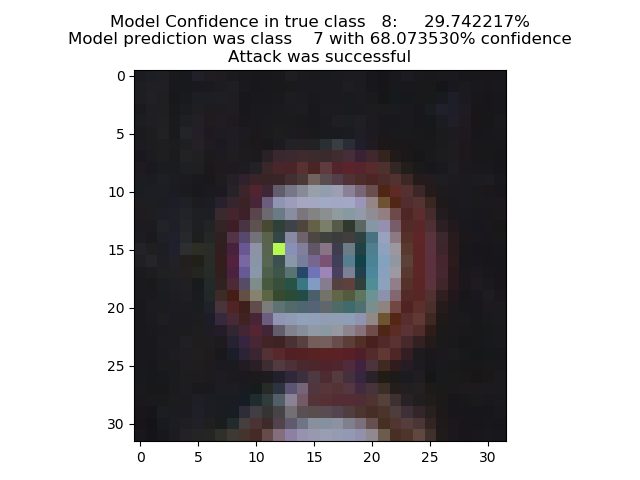 Model Confidence in true class 8: 29.742217%
Model prediction was class 7 with 68.073530% confidence
Attack was successful
0
5
10
15
20
25
30
0 5 10 15 20 25 30